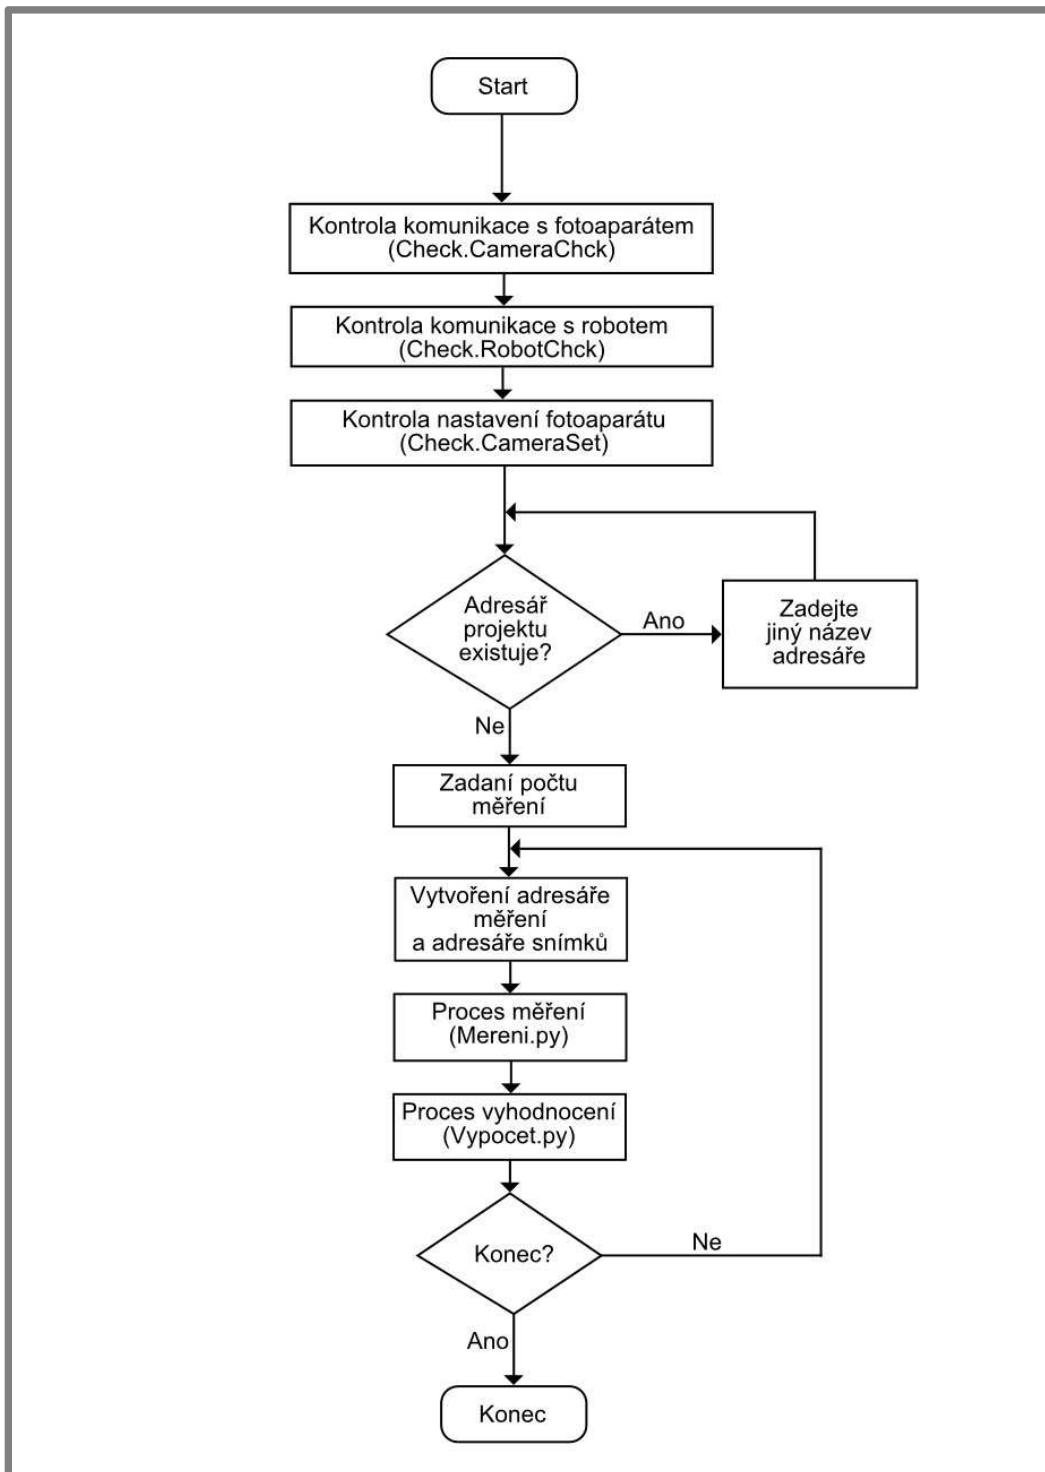 Start
Kontrola komunikace s fotoaparátem
(Check.CameraChck)
Kontrola komunikace s robotem
(Check.RobotChck)
Kontrola nastavení fotoaparátu
(Check.CameraSet)
Adresář
projektu
existuje?
Ano
Zadejte
jiný název
adresáře
Ne
Zadaní počtu
měření
Vytvoření adresáře
měření
a adresáře snímků
Proces měření
(Mereni.py)
Proces vyhodnocení
(Vypocet.py)
Konec?
Ne
Ano
Konec